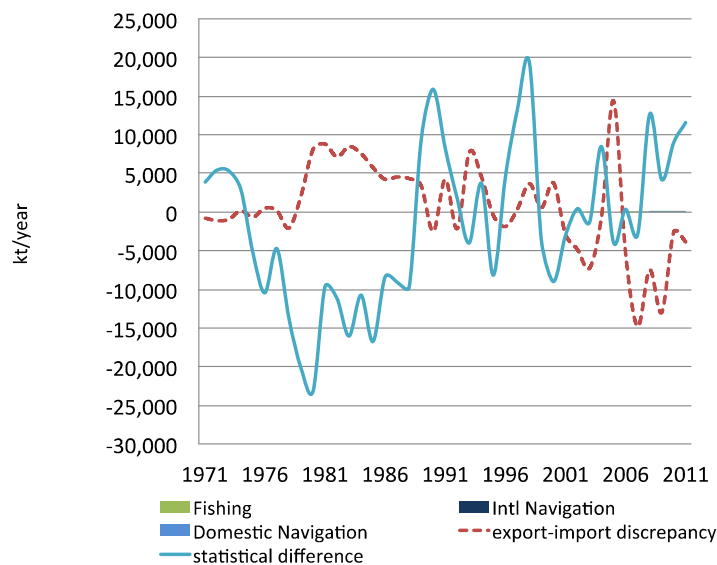 25,000
20,000
15,000
10,000
5,000
0
-5,000
-10,000
-15,000
-20,000
-25,000
-30,000
kt/year
1971 1976 1981 1986 1991 1996 2001 2006 2011
Fishing Intl Navigation
Domestic Navigation export-import discrepancy
statistical difference